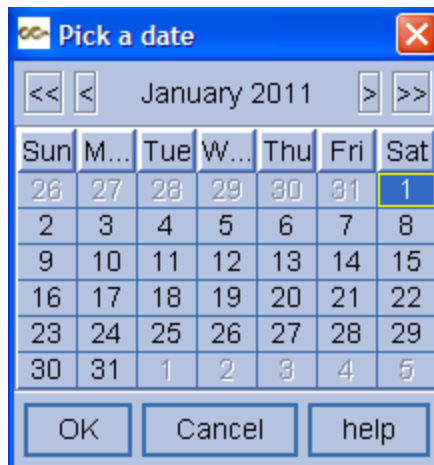 Pick a date
<< < January 2011 > >>
Sun M... Tue W... Thu Fri Sat
26 27 28 29 30 31 1
2 3 4 5 6 7 8
9 10 11 12 13 14 15
16 17 18 19 20 21 22
23 24 25 26 27 28 29
30 31 1 2 3 4 5
OK Cancel help